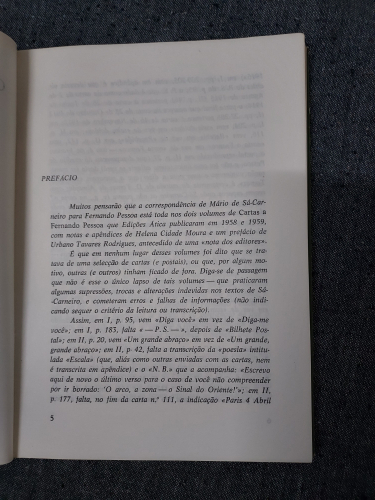 PREFÁCIO
Muitos pensarão que a correspondência de Mário de Sá-Car-
neiro para Fernando Pessoa está toda nos dois volumes de Cartas a
Fernando Pessoa que Edições Ática publicaram em 1958 e 1959,
com notas e apêndices de Helena Cidade Moura e um prefácio de
Urbano Tavares Rodrigues, antecedido de uma «nota dos editores».
É que em nenhum lugar desses volumes foi dito que se tra-
tava de uma selecção de cartas (e postais), ou que, por algum mo-
tivo, outras (e outros) tinham ficado de fora. Diga-se de passagem
que não é esse o único lapso de tais volumes — que praticaram
algumas supressões, trocas e alterações indevidas nos textos de Sá-
-Carneiro, e cometeram erros e falhas de informações (não indi-
cando sequer o critério da leitura ou transcrição).
Assim, em I, p. 95, vem «Diga você» em vez de «Diga-me
você»; em I, p. 183, falta « — P.S. — », depois de «Bilhete Pos-
tal»; em II, p. 20, vem «Um grande abraço» em vez de «Um grande,
grande abraço»; em II, p. 42, falta a transcrição da «poesia» intitu-
lada «Escala» (que, aliás como outras enviadas com as cartas, nem
é transcrita em apêndice) e o «N.B.» que a acompanha: «Escrevo
aqui de novo o último verso para o caso de você não compreender
por ir borrado: 'O arco, a zona — o Sinal do Oriente!'»; em II,
p. 177, falta, no fim da carta n.º 111, a indicação «Paris 4 Abril
5